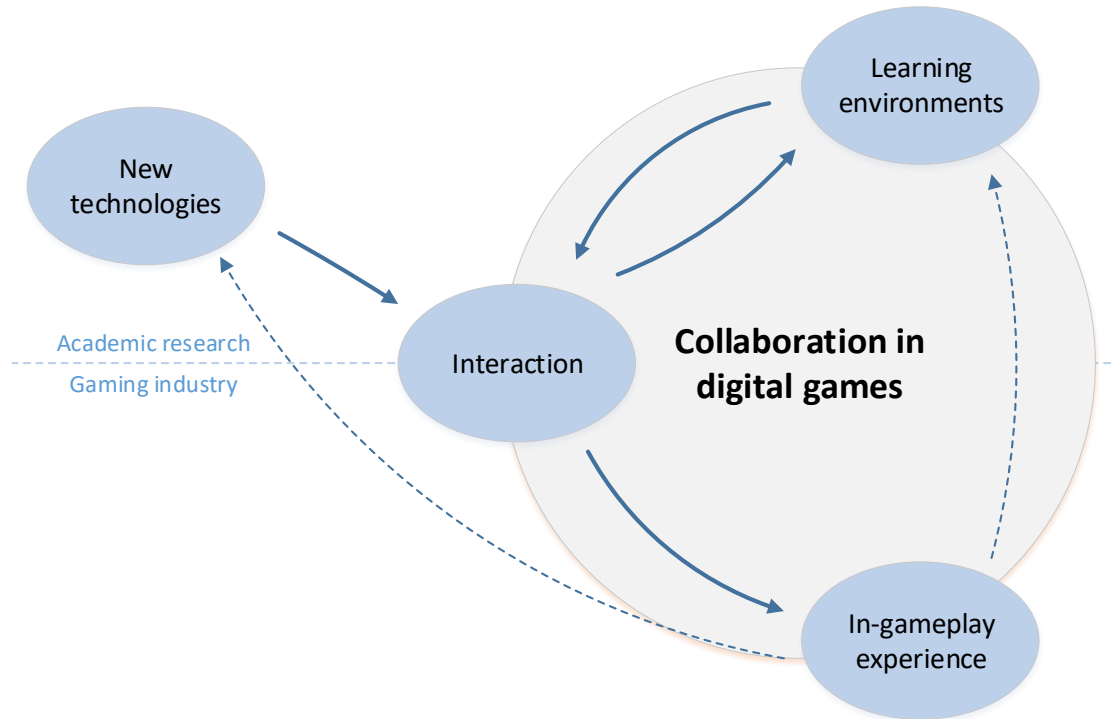 Learning
environments
New
technologies
Academic research
Gaming industry
Interaction
Collaboration in
digital games
In-gameplay
experience